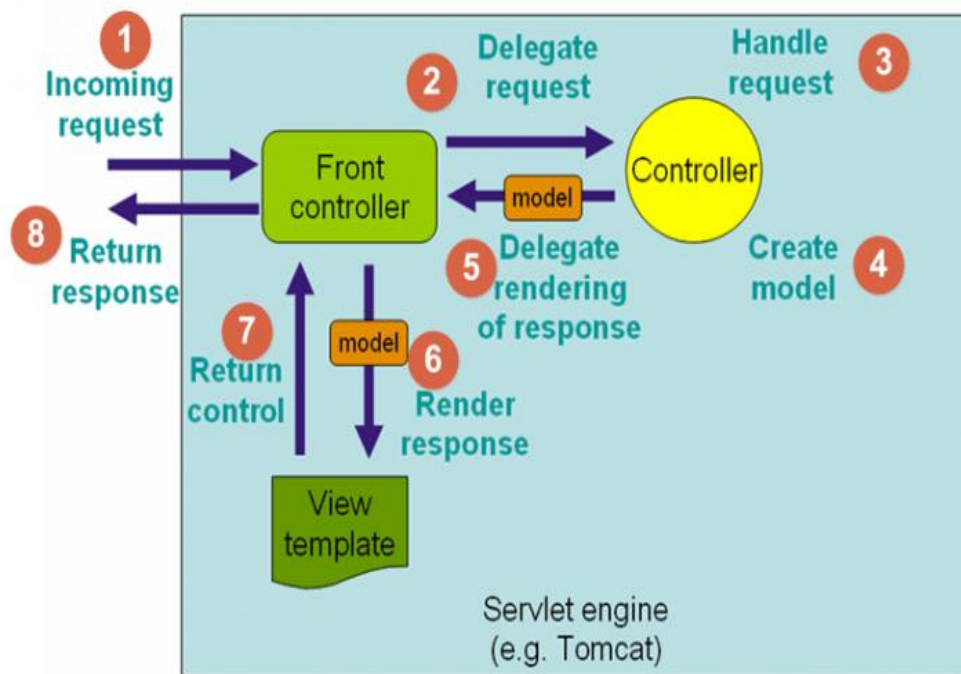 1
Incoming
request
2
Delegate
request
Handle
request
3
Front
controller
Controller
model
8
Return
response
5
Delegate
rendering
of response
Create
model
4
7
Return
control
model
6
Render
response
View
template
Servlet engine
(e.g. Tomcat)